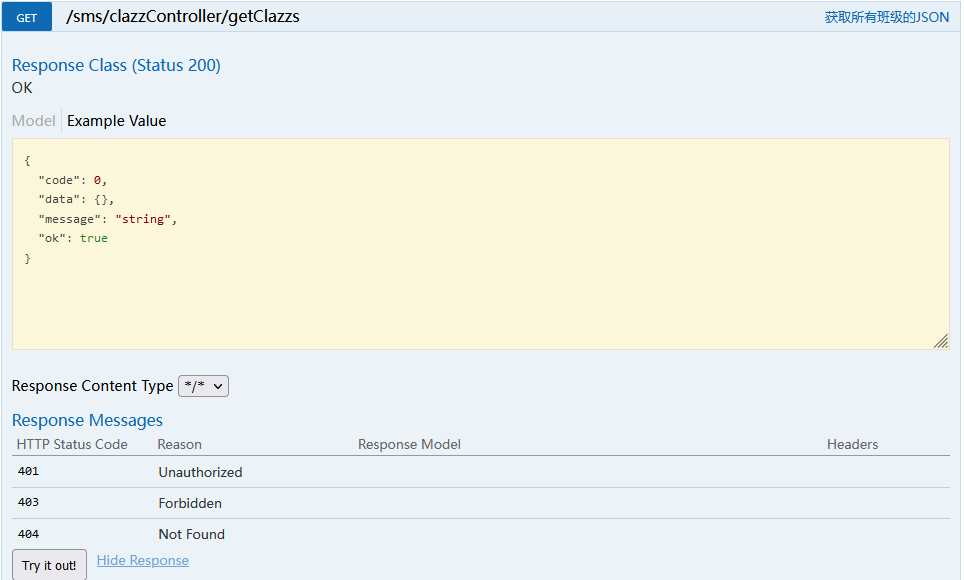 GET /sms/clazzController/getClazzs 获取所有班级的JSON
Response Class (Status 200)
OK
Model Example Value
{
"code": 0,
"data": {},
"message": "string",
"ok": true
}
Response Content Type */*
Response Messages
HTTP Status Code Reason Response Model Headers
401 Unauthorized
403 Forbidden
404 Not Found
Try it out! Hide Response